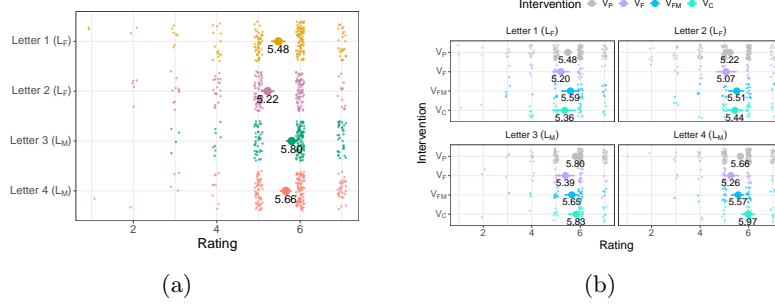 Intervention V_P V_F V_FM V_C
Letter 1 (L_F)
Letter 2 (L_F)
Letter 3 (L_M)
Letter 4 (L_M)
5.48
5.22
5.80
5.66
2 4 6
Rating
(a)
Intervention
Letter 1 (L_F) Letter 2 (L_F)
V_P 5.48 5.22
V_F 5.20 5.07
V_FM 5.59 5.51
V_C 5.36 5.44
Letter 3 (L_M) Letter 4 (L_M)
V_P 5.80 5.66
V_F 5.39 5.26
V_FM 5.65 5.57
V_C 5.83 5.97
2 4 6 2 4 6
Rating
(b)